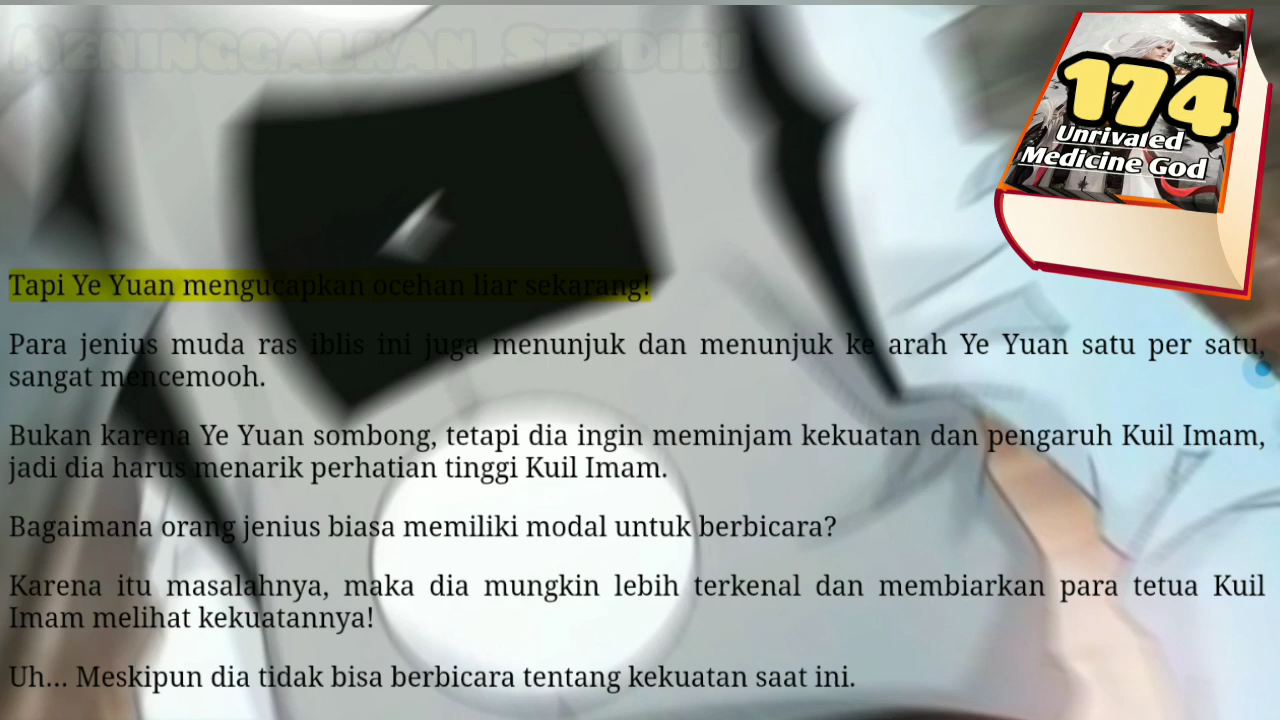 Meninggalkan Sendiri
174
Unrivaled
Medicine God
Tapi Ye Yuan mengucapkan ocehan liar sekarang!
Para jenius muda ras iblis ini juga menunjuk dan menunjuk ke arah Ye Yuan satu per satu,
sangat mencemooh.
Bukan karena Ye Yuan sombong, tetapi dia ingin meminjam kekuatan dan pengaruh Kuil Imam,
jadi dia harus menarik perhatian tinggi Kuil Imam.
Bagaimana orang jenius biasa memiliki modal untuk berbicara?
Karena itu masalahnya, maka dia mungkin lebih terkenal dan membiarkan para tetua Kuil
Imam melihat kekuatannya!
Uh... Meskipun dia tidak bisa berbicara tentang kekuatan saat ini.